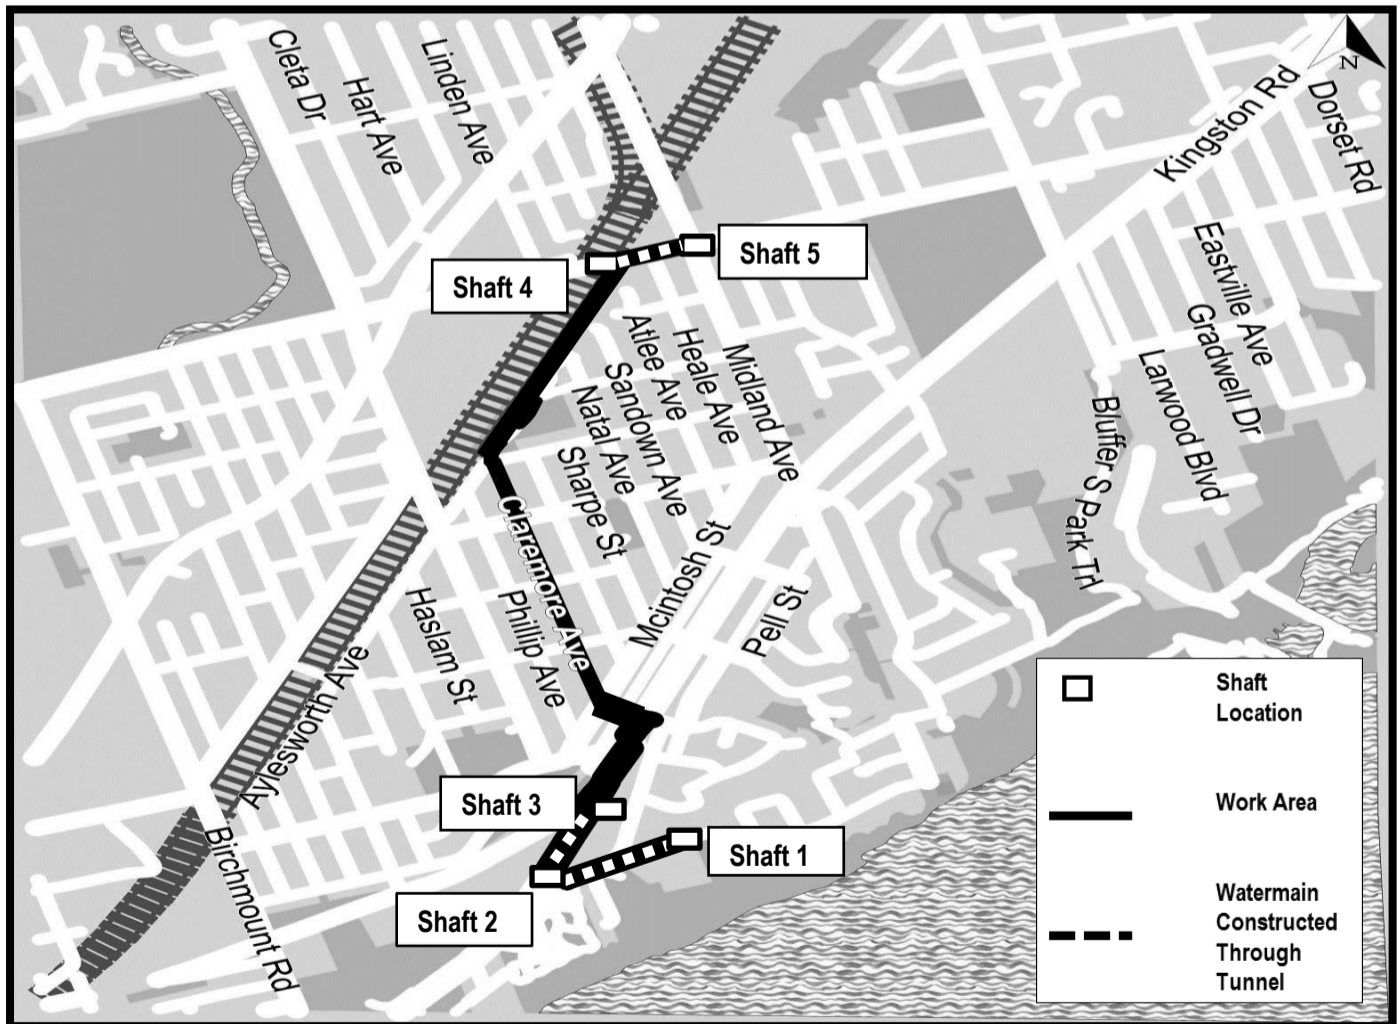 Cleta Dr
Hart Ave
Linden Ave
Kingston Rd
Dorset Rd
N
Shaft 5
Shaft 4
Eastville Ave
Gradwell Dr
Larwood Blvd
Bluffer S Park Trl
Midland Ave
Heale Ave
Atlee Ave
Sandown Ave
Natal Ave
Sharpe St
Claremore Ave
Mcintosh St
Pell St
Phillip Ave
Haslam St
Aylesworth Ave
Birchmount Rd
Shaft 3
Shaft 1
Shaft 2
Shaft
Location
Work Area
Watermain
Constructed
Through
Tunnel